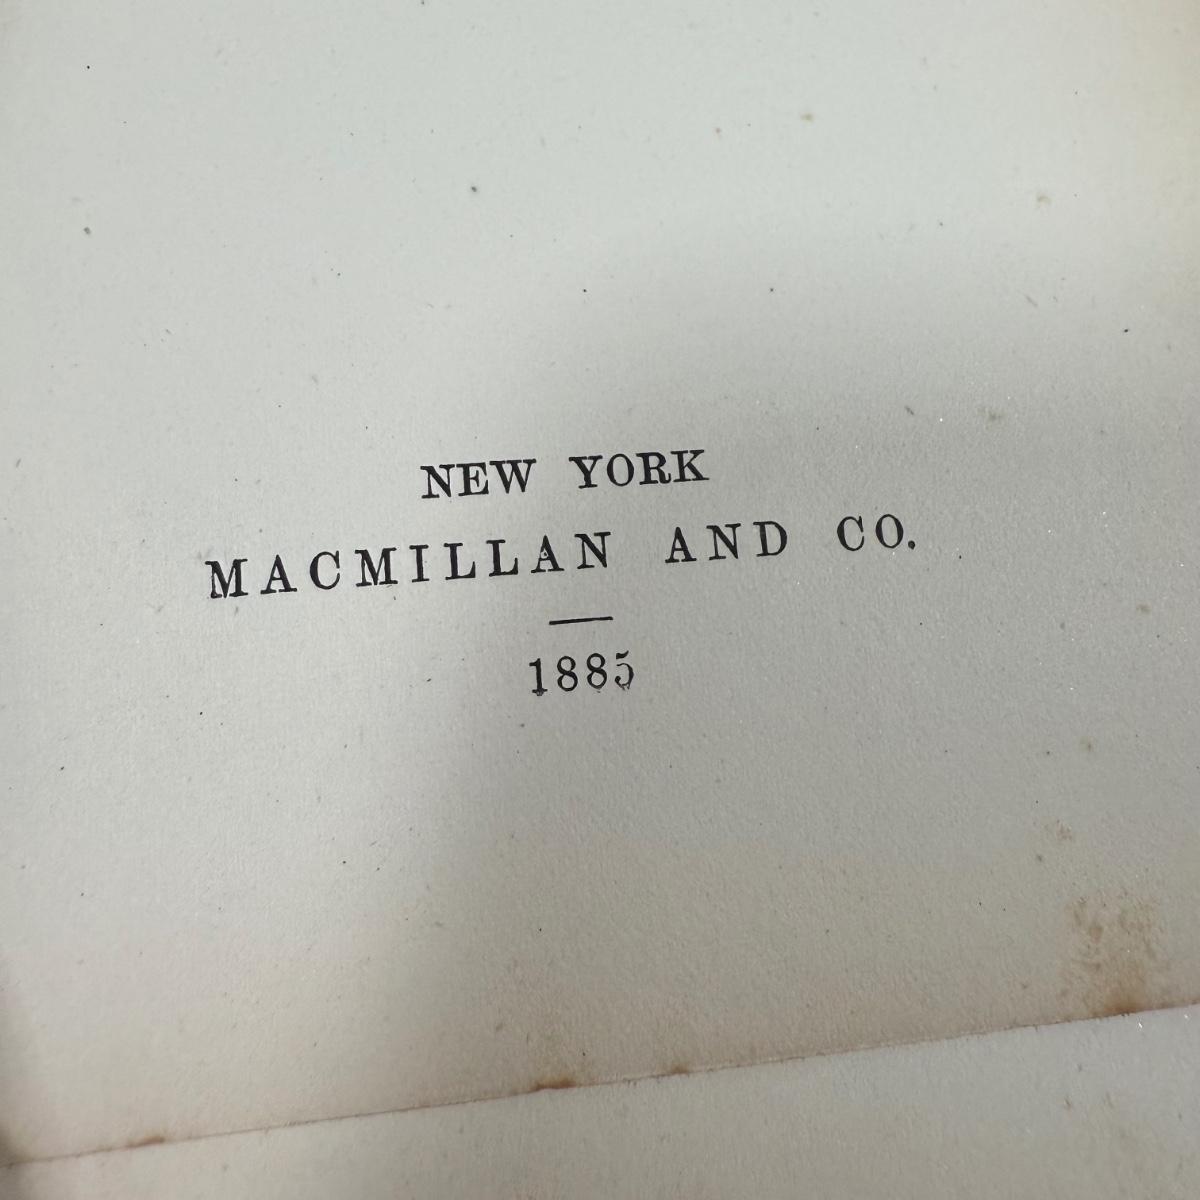 NEW YORK
MACMILLAN AND CO.
1885